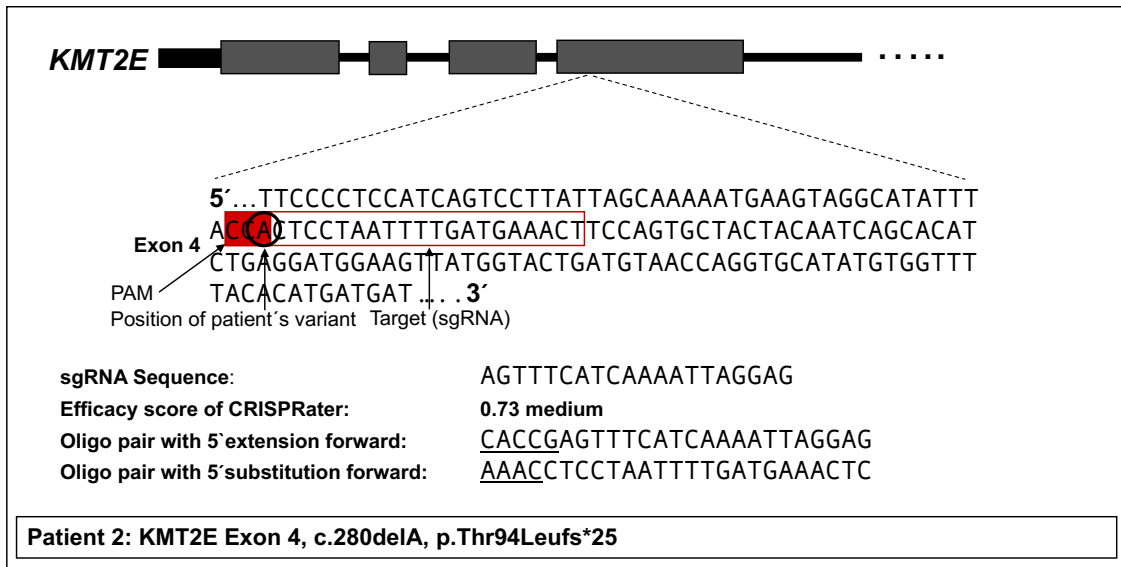 KMT2E .....
5´...TTCCCCTCCATCAGTCCTTATTAGCAAAAATGAAGTAGGCATATTT
ACCACTCCTAATTTTGATGAAACTTCCAGTGCTACTACAATCAGCACAT
Exon 4
CTGAGGATGGAAGTTATGGTACTGATGTAACCAGGTGCATATGTGGTTT
PAM TACACATGATGAT ....3´
Position of patient´s variant Target (sgRNA)
sgRNA Sequence: AGTTTCATCAAAATTAGGAG
Efficacy score of CRISPRater: 0.73 medium
Oligo pair with 5`extension forward: CACCGAGTTTCATCAAAATTAGGAG
Oligo pair with 5´substitution forward: AAACCTCCTAATTTTGATGAAACTC
Patient 2: KMT2E Exon 4, c.280delA, p.Thr94Leufs*25